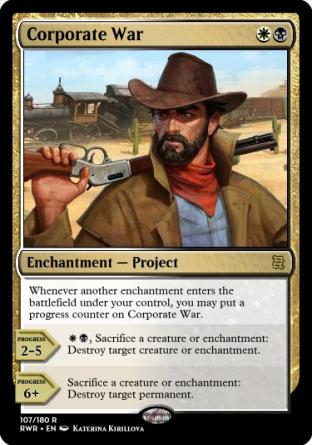 Corporate War
Enchantment — Project
Whenever another enchantment enters the
battlefield under your control, you may put a
progress counter on Corporate War.
PROGRESS
2-5
, Sacrifice a creature or enchantment:
Destroy target creature or enchantment.
PROGRESS
6+
Sacrifice a creature or enchantment:
Destroy target permanent.
107/180 R
RWR • EN Katerina Kirillova